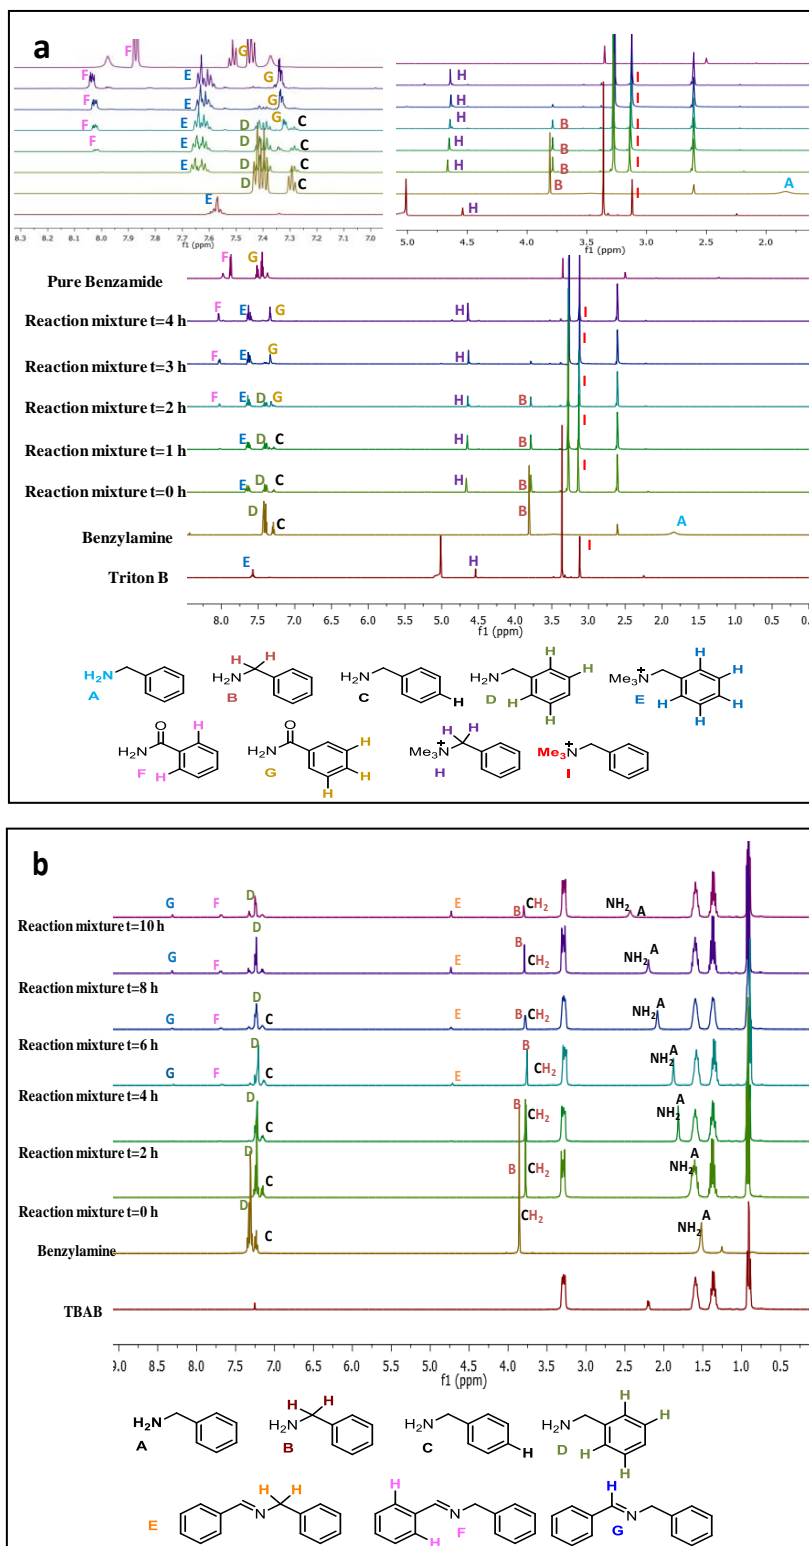 a
F
G
F
E
G
F
E
G
F
E
D
G
C
F
E
D
C
E
D
C
D
C
E
8.3 8.2 8.1 8.0 7.9 7.8 7.7 7.6 7.5 7.4 7.3 7.2 7.1 7.0
f1 (ppm)
H
I
H
I
H
B
I
H
B
I
H
B
I
B
I
A
H
5.0 4.5 4.0 3.5 3.0 2.5 2.0
f1 (ppm)
F G
Pure Benzamide
F E G I
Reaction mixture t=4 h H
I
F E G
Reaction mixture t=3 h H
I
F E D G H B
Reaction mixture t=2 h
I
E D C H B
Reaction mixture t=1 h
I
E D C H B
Reaction mixture t=0 h
D C B A
Benzylamine
E H I
Triton B
8.0 7.5 7.0 6.5 6.0 5.5 5.0 4.5 4.0 3.5 3.0 2.5 2.0 1.5 1.0 0.5 0.
f1 (ppm)
H2N
A
H H
H2N
B
H2N
H
C
H2N
H
H
H
H
D
Me3N
+
H
H
H
H
H
E
O
H2N
H
H
F
O
H2N
H
H
H
G
H H
Me3N
+
H
Me3N
+
I
b
G F D E B CH2 NH2 A
Reaction mixture t=10 h
G F D E B CH2 NH2 A
Reaction mixture t=8 h
G F D C E B CH2 NH2 A
Reaction mixture t=6 h
G F D C E B CH2 NH2 A
Reaction mixture t=4 h
D C B CH2 NH2 A
Reaction mixture t=2 h
D C B CH2 NH2 A
Reaction mixture t=0 h
D C CH2 NH2 A
Benzylamine
TBAB
9.0 8.5 8.0 7.5 7.0 6.5 6.0 5.5 5.0 4.5 4.0 3.5 3.0 2.5 2.0 1.5 1.0 0.5
f1 (ppm)
H2N
A
H H
H2N
B
H2N
H
C
H2N
H
H
H
H
D
E
H H
N
H
H
N
F
H
N
G